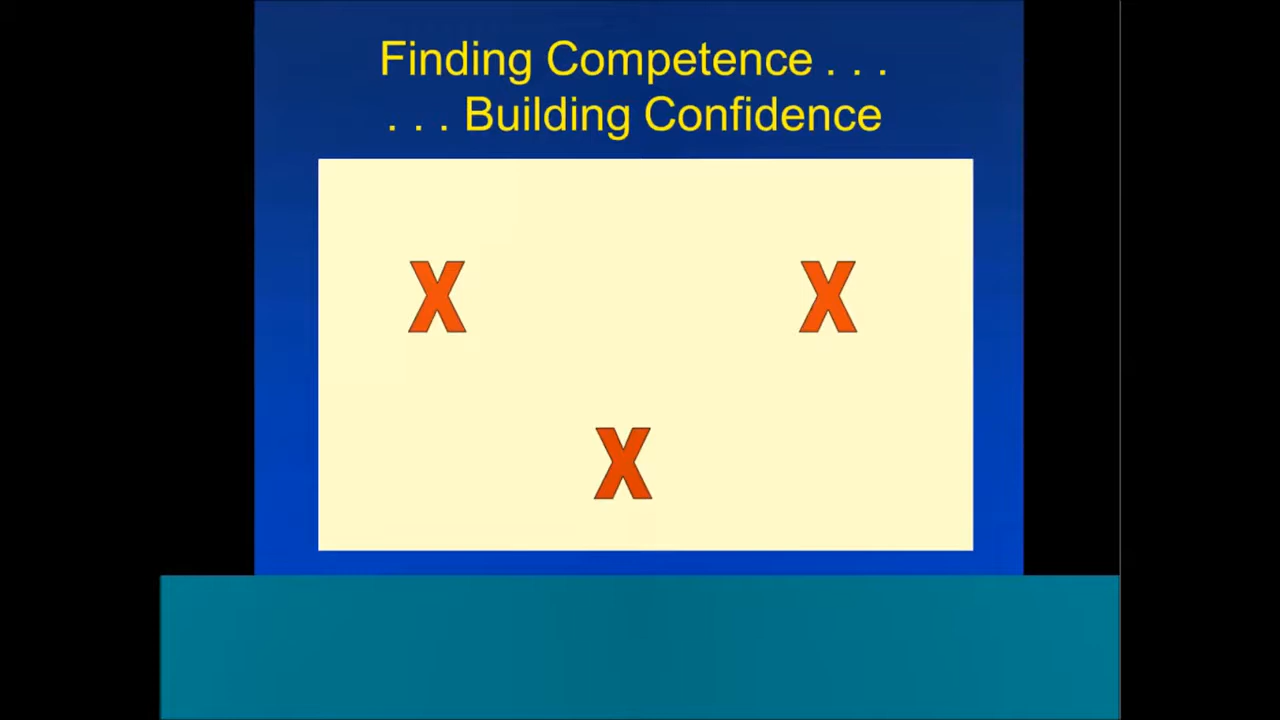 Finding Competence . . .
. . . Building Confidence
X X
X